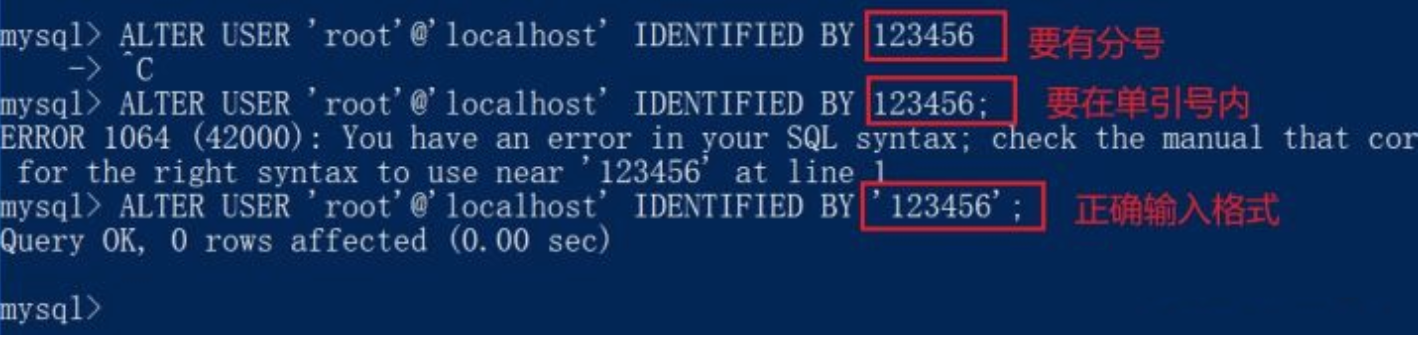 mysql> ALTER USER 'root'@'localhost' IDENTIFIED BY 123456 要有分号
-> ^C
mysql> ALTER USER 'root'@'localhost' IDENTIFIED BY 123456; 要在单引号内
ERROR 1064 (42000): You have an error in your SQL syntax; check the manual that cor
for the right syntax to use near '123456' at line 1
mysql> ALTER USER 'root'@'localhost' IDENTIFIED BY '123456'; 正确输入格式
Query OK, 0 rows affected (0.00 sec)
mysql>